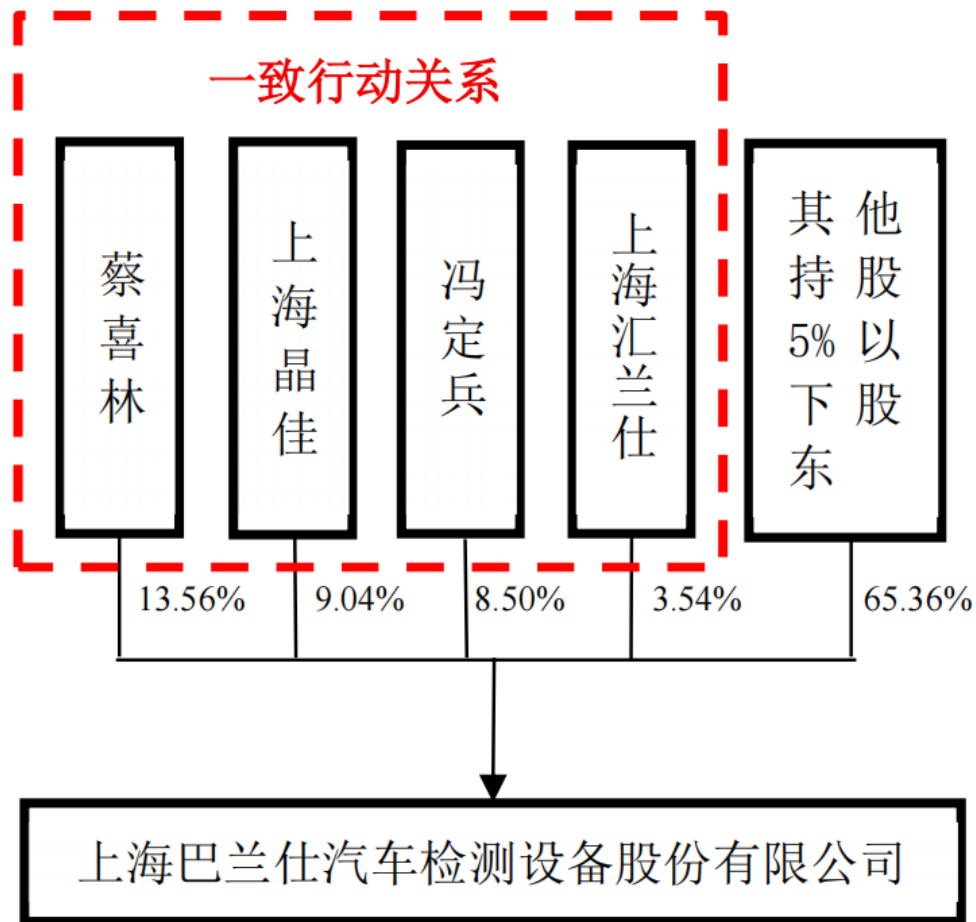 一致行动关系
蔡喜林
上海晶佳
冯定兵
上海汇兰仕
其他
持股
5%以
下股
东
13.56%
9.04%
8.50%
3.54%
65.36%
上海巴兰仕汽车检测设备股份有限公司